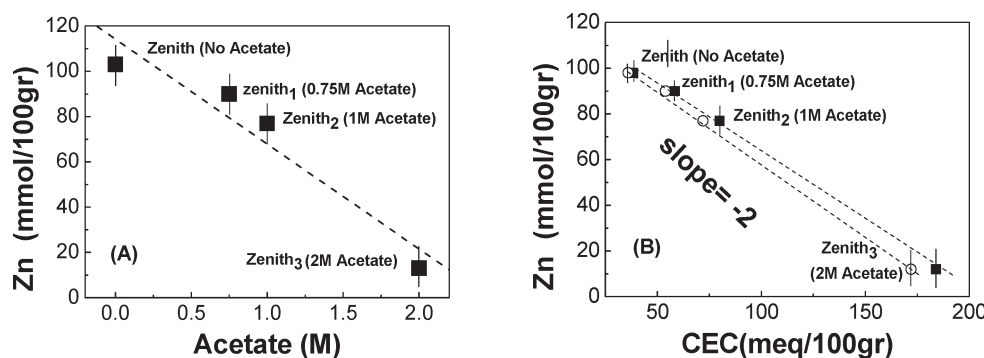 120
100
80
60
40
20
0
Zn (mmol/100gr)
Zenith (No Acetate)
zenith₁ (0.75M Acetate)
Zenith₂ (1M Acetate)
Zenith₃ (2M Acetate)
(A)
0.0 0.5 1.0 1.5 2.0
Acetate (M)
120
100
80
60
40
20
0
Zn (mmol/100gr)
Zenith (No Acetate)
zenith₁ (0.75M Acetate)
Zenith₂ (1M Acetate)
slope= -2
(B)
Zenith₃
(2M Acetate)
50 100 150 200
CEC(meq/100gr)